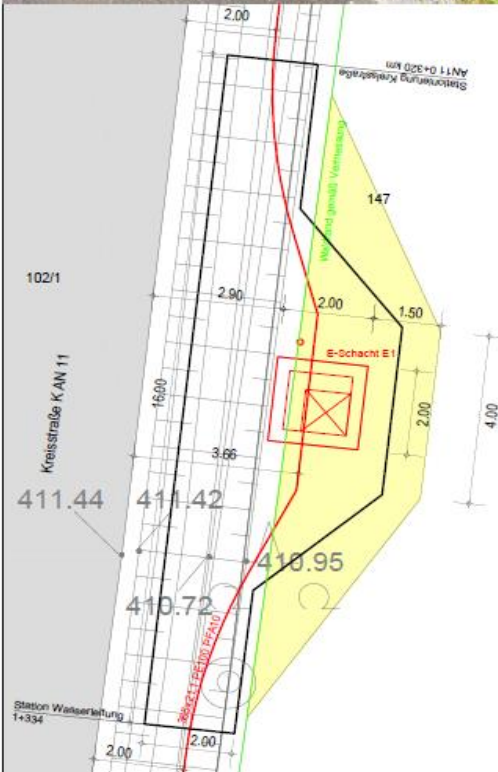 2.00
Stationierung Kreisstraße
AN11 0+320 km
Waldrand gemäß Vermessung
147
102/1
2.90
2.00
1.50
E-Schacht E1
Kreisstraße K AN 11
16.00
2.00
4.00
3.66
411.44
411.42
410.95
410.72
PE100 PFA10
Station Wasserleitung
1+334
2.00
2.00